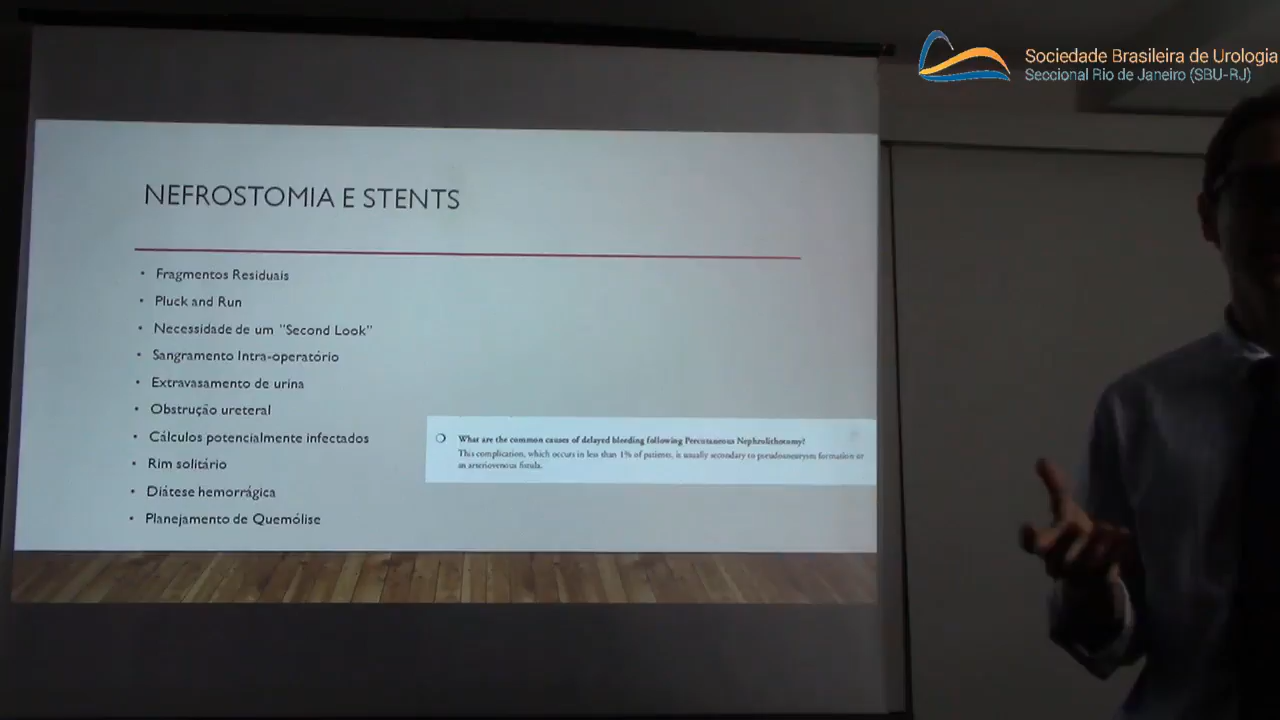 Sociedade Brasileira de Urologia
Seccional Rio de Janeiro (SBU-RJ)
NEFROSTOMIA E STENTS
• Fragmentos Residuais
• Pluck and Run
• Necessidade de um "Second Look"
• Sangramento Intra-operatório
• Extravasamento de urina
• Obstrução ureteral
• Cálculos potencialmente infectados
• Rim solitário
• Diátese hemorrágica
• Planejamento de Quemólise
What are the common causes of delayed bleeding following Percutaneous Nephrolithotomy?
This complication, which occurs in less than 1% of patients, is usually secondary to pseudoaneurysm formation or
an arteriovenous fistula.